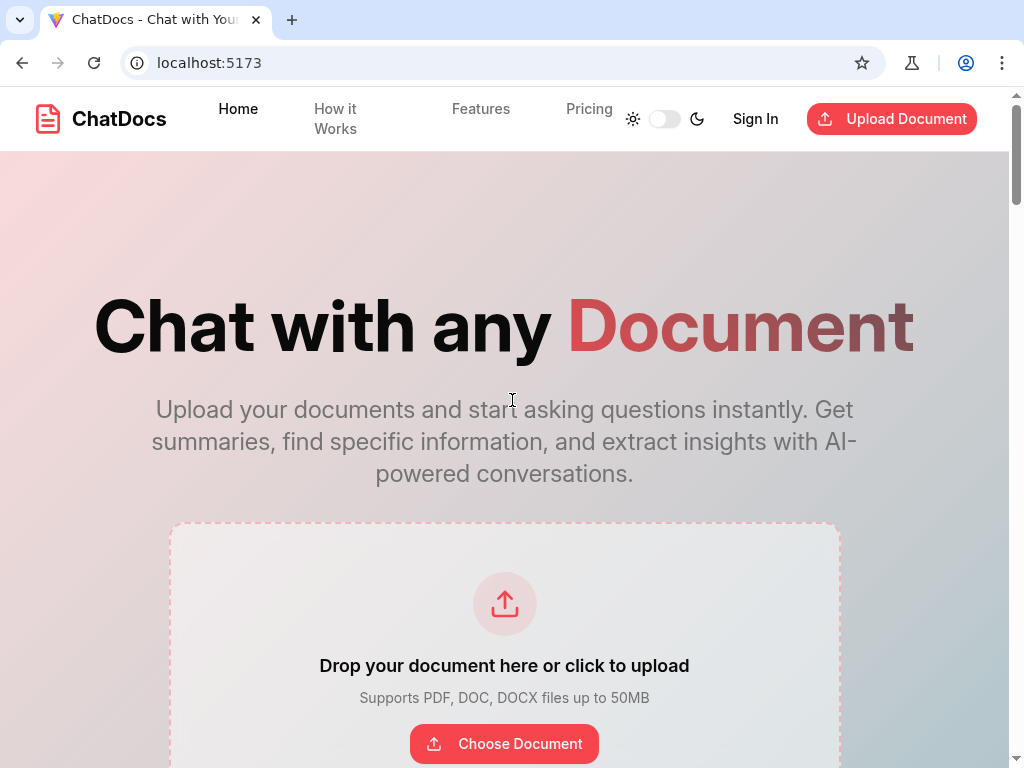 ChatDocs - Chat with Your
localhost:5173
ChatDocs
Home
How it
Works
Features
Pricing
Sign In
Upload Document
Chat with any Document
Upload your documents and start asking questions instantly. Get
summaries, find specific information, and extract insights with AI-
powered conversations.
Drop your document here or click to upload
Supports PDF, DOC, DOCX files up to 50MB
Choose Document